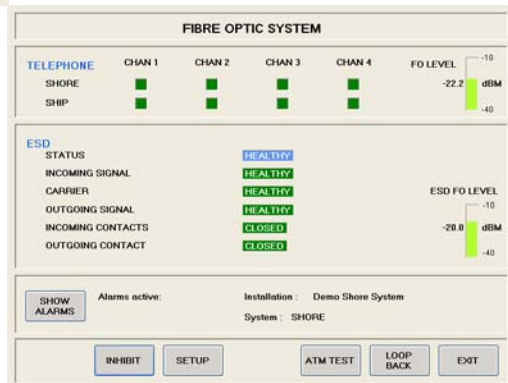 FIBRE OPTIC SYSTEM
TELEPHONE CHAN 1 CHAN 2 CHAN 3 CHAN 4 FO LEVEL -10
SHORE -22.2 dBM
SHIP -40
ESD
STATUS HEALTHY
INCOMING SIGNAL HEALTHY
CARRIER HEALTHY ESD FO LEVEL
OUTGOING SIGNAL HEALTHY -10
INCOMING CONTACTS CLOSED -20.0 dBM
OUTGOING CONTACT CLOSED -40
SHOW ALARMS Alarms active: Installation : Demo Shore System
System : SHORE
INHIBIT SETUP ATM TEST LOOP BACK EXIT